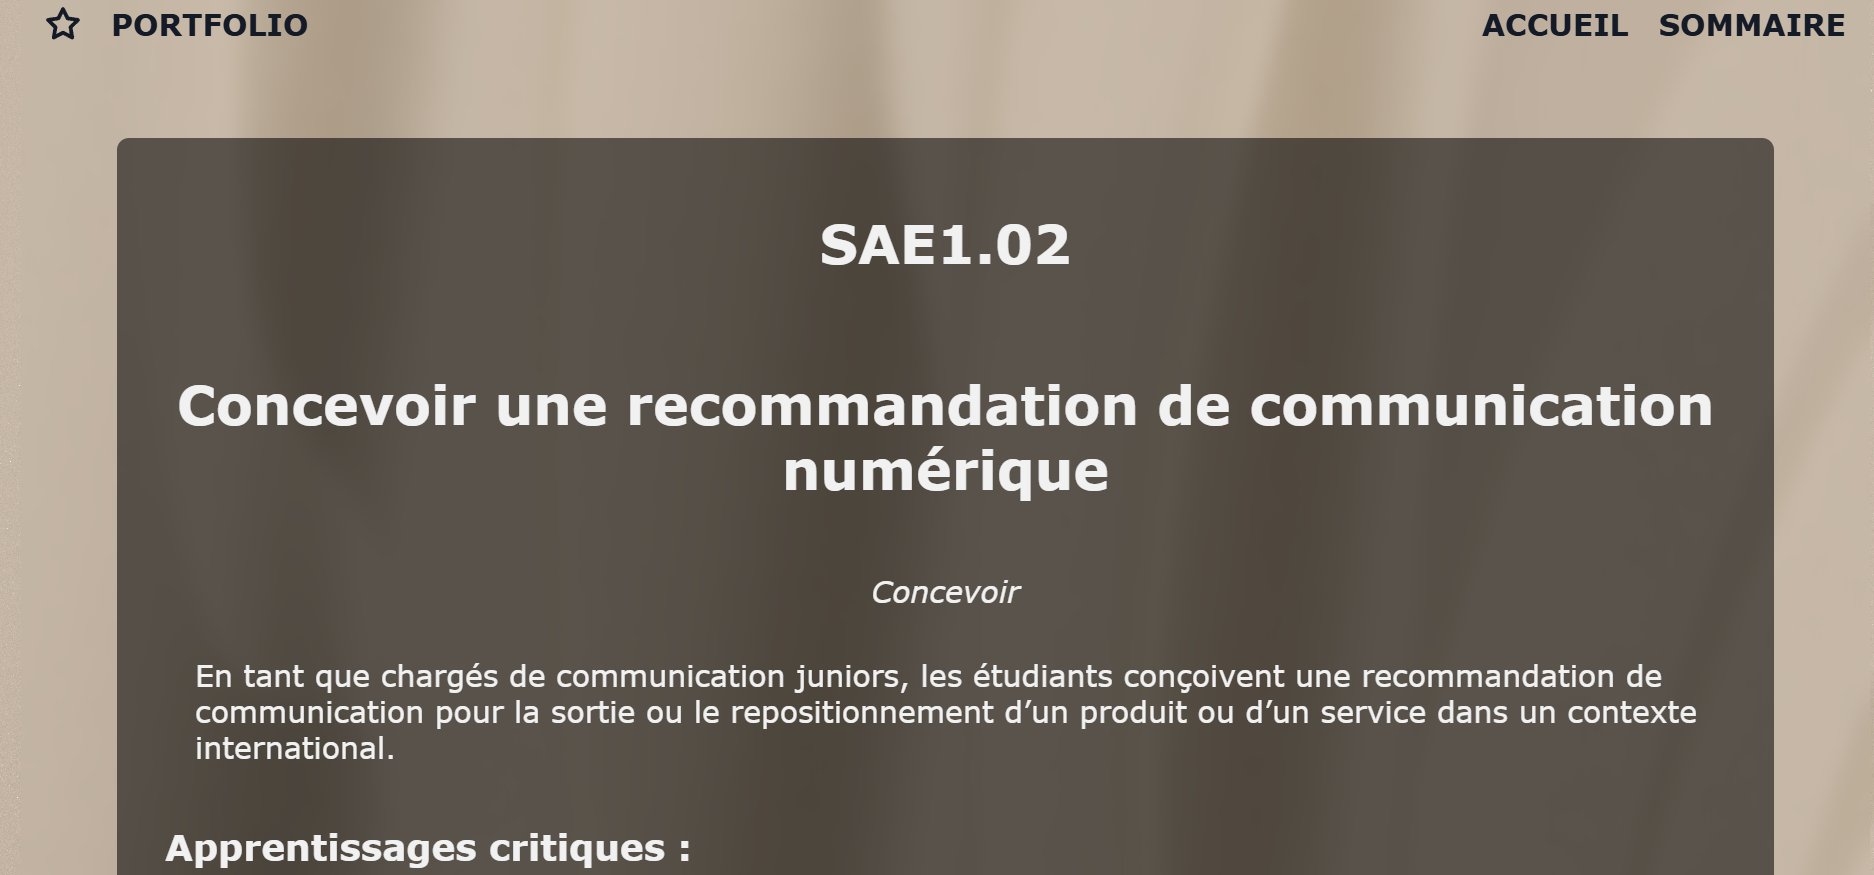 PORTFOLIO
ACCUEIL SOMMAIRE
SAE1.02
Concevoir une recommandation de communication
numérique
Concevoir
En tant que chargés de communication juniors, les étudiants conçoivent une recommandation de
communication pour la sortie ou le repositionnement d’un produit ou d’un service dans un contexte
international.
Apprentissages critiques :